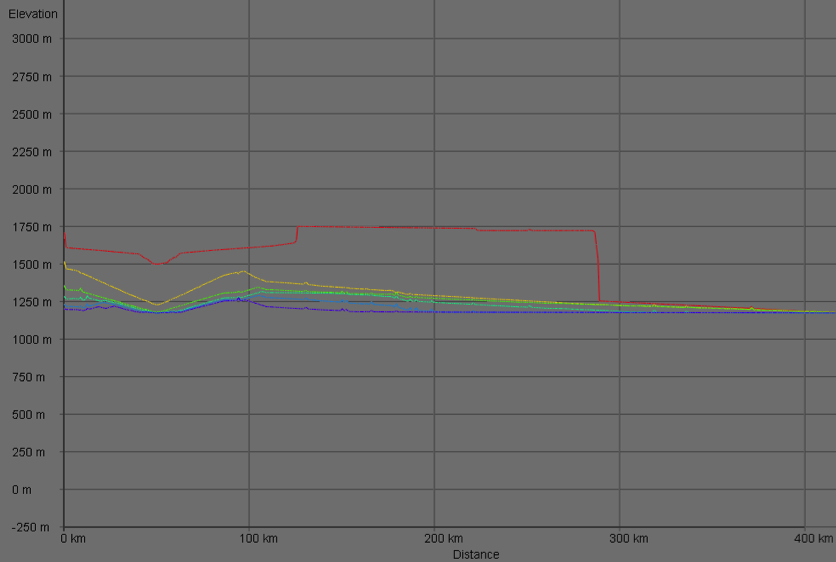 Elevation
3000 m
2750 m
2500 m
2250 m
2000 m
1750 m
1500 m
1250 m
1000 m
750 m
500 m
250 m
0 m
-250 m
0 km 100 km 200 km 300 km 400 km
Distance